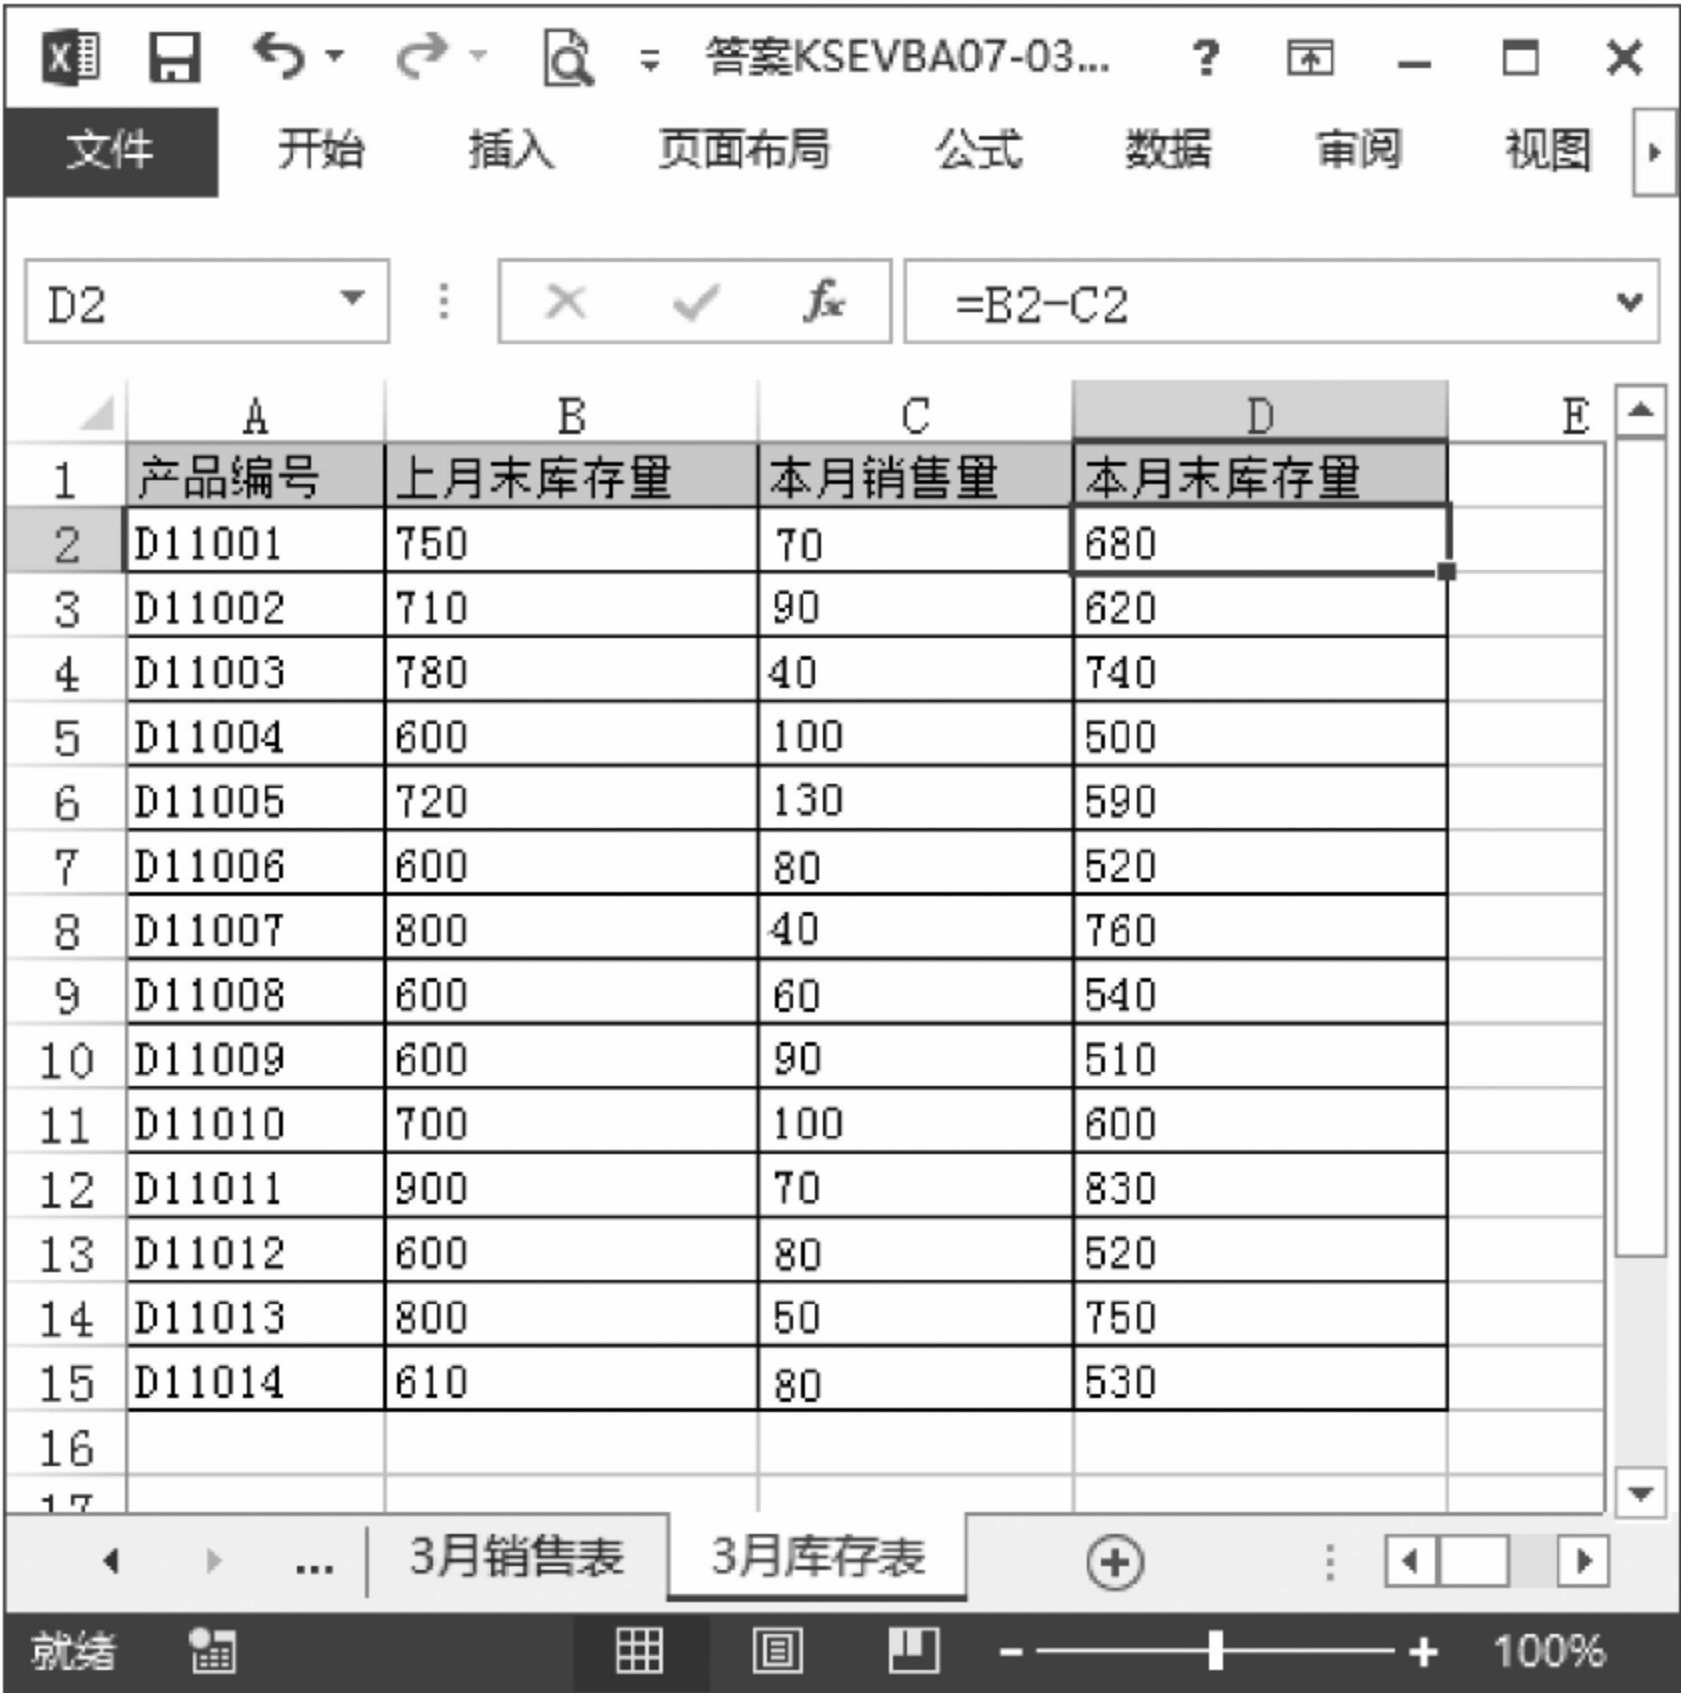 答案KSEVBA07-03... ?
文件 开始 插入 页面布局 公式 数据 审阅 视图
D2 fx =B2-C2
A B C D E
1 产品编号 上月末库存量 本月销售量 本月末库存量
2 D11001 750 70 680
3 D11002 710 90 620
4 D11003 780 40 740
5 D11004 600 100 500
6 D11005 720 130 590
7 D11006 600 80 520
8 D11007 800 40 760
9 D11008 600 60 540
10 D11009 600 90 510
11 D11010 700 100 600
12 D11011 900 70 830
13 D11012 600 80 520
14 D11013 800 50 750
15 D11014 610 80 530
16
17
... 3月销售表 3月库存表
就绪 100%